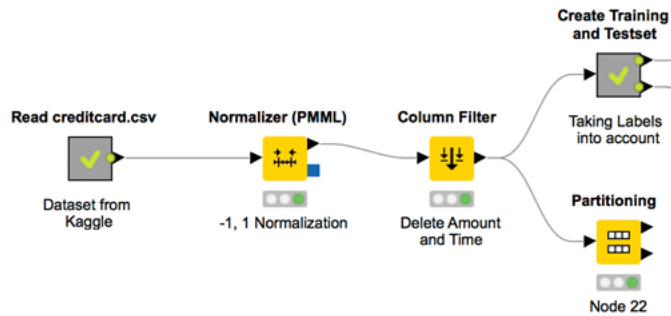 Create Training
and Testset
Read creditcard.csv
Normalizer (PMML)
Column Filter
Taking Labels
into account
Dataset from
Kaggle
-1, 1 Normalization
Delete Amount
and Time
Partitioning
Node 22